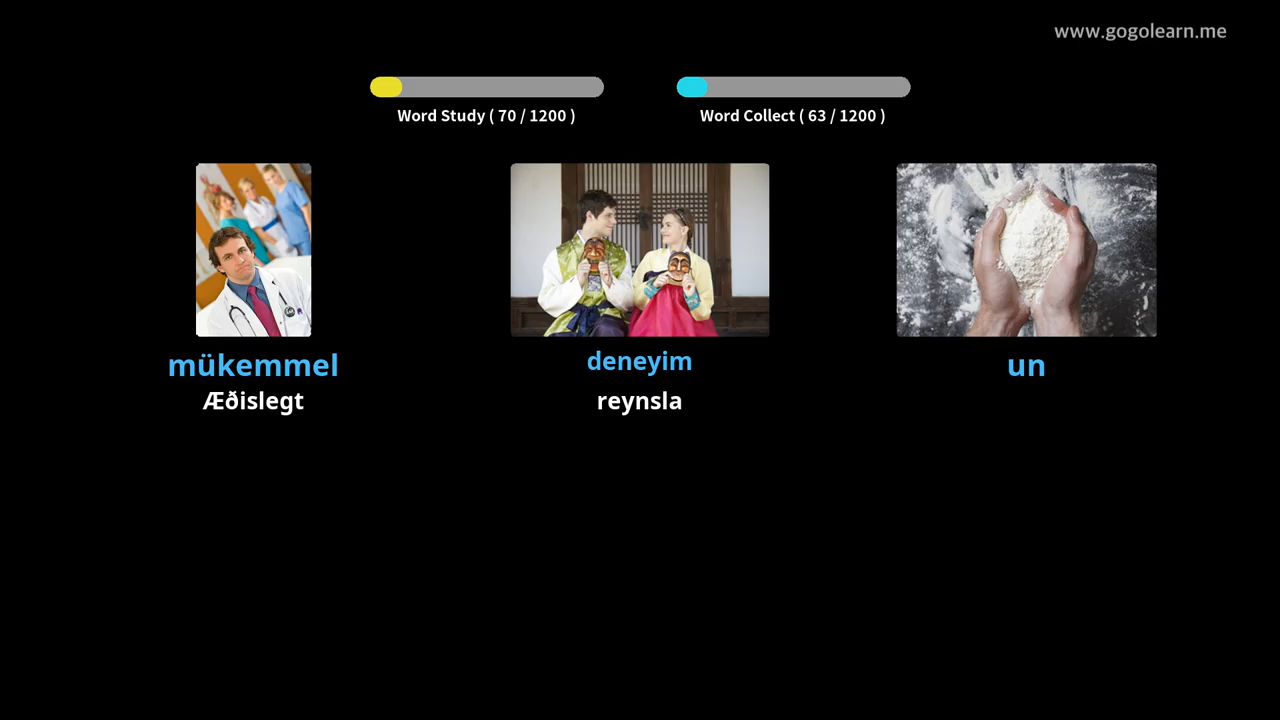 www.gogolearn.me
Word Study ( 70 / 1200 )
Word Collect ( 63 / 1200 )
mükemmel
Æðislegt
deneyim
reynsla
un